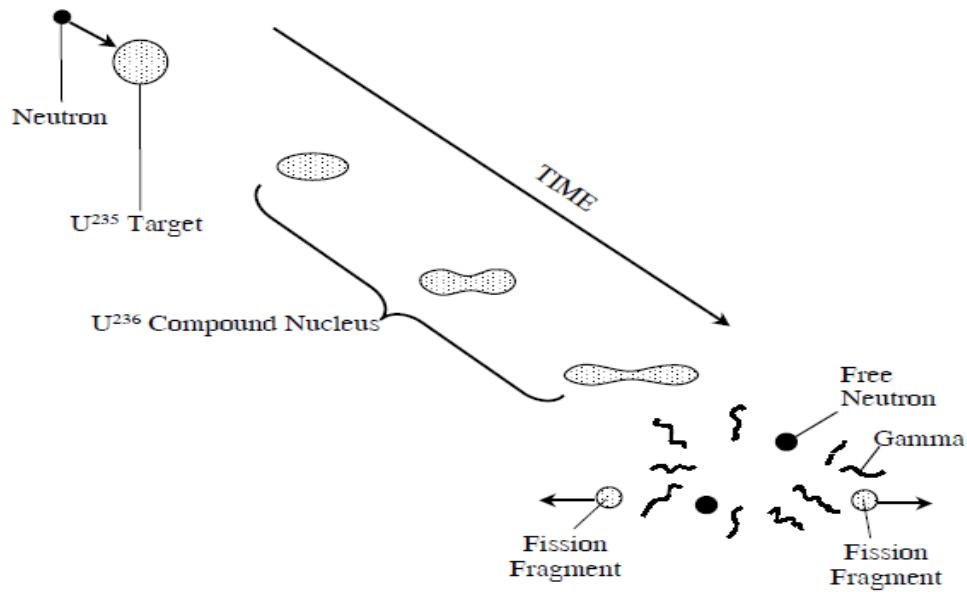 Neutron
U²³⁵ Target
TIME
U²³⁶ Compound Nucleus
Free
Neutron
Gamma
Fission
Fragment
Fission
Fragment